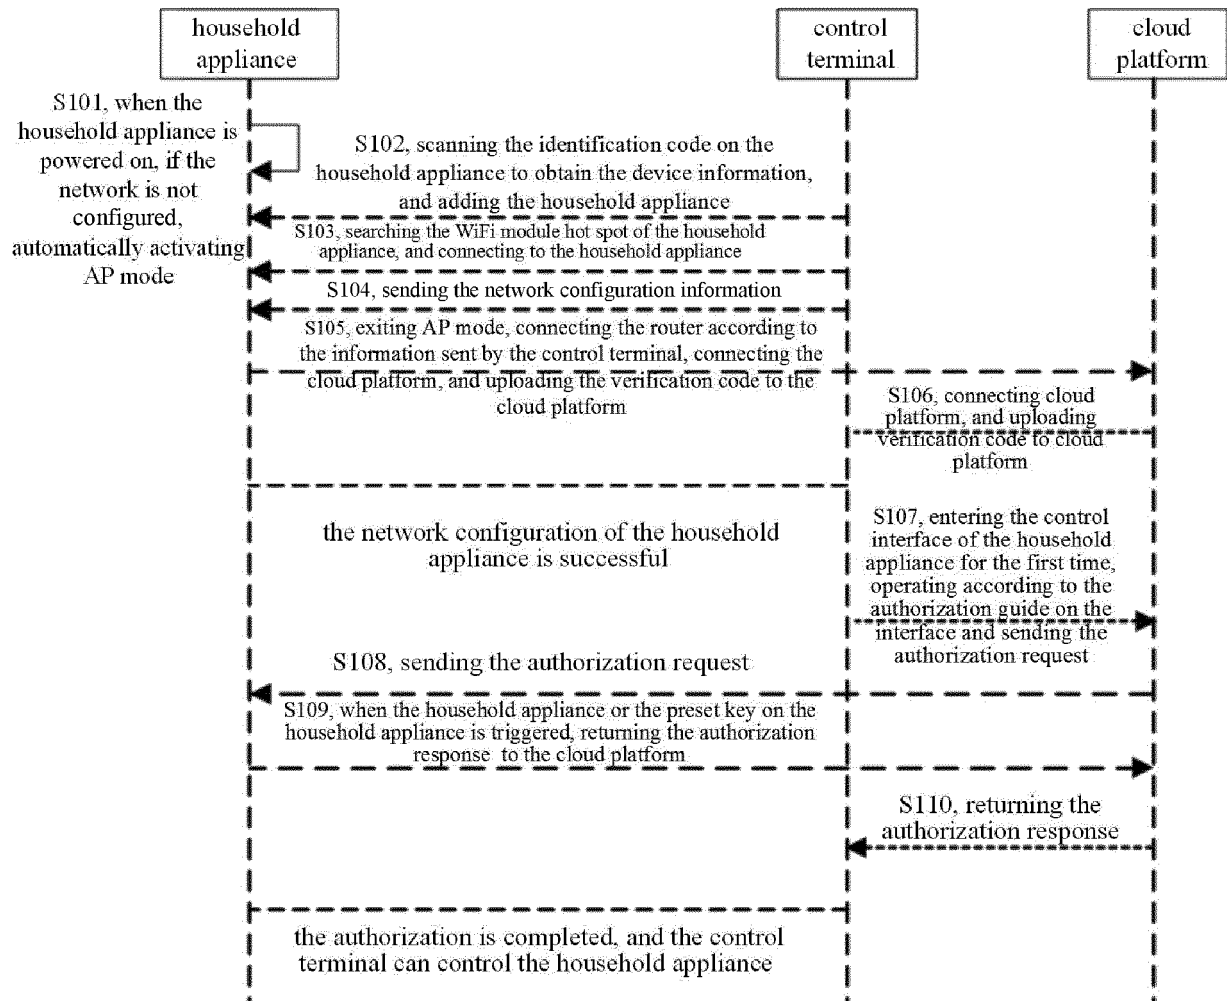 household
appliance
control
terminal
cloud
platform
S101, when the
household appliance is
powered on, if the
network is not
configured,
automatically activating
AP mode
S102, scanning the identification code on the
household appliance to obtain the device information,
and adding the household appliance
S103, searching the WiFi module hot spot of the household
appliance, and connecting to the household appliance
S104, sending the network configuration information
S105, exiting AP mode, connecting the router according to
the information sent by the control terminal, connecting the
cloud platform, and uploading the verification code to the
cloud platform
S106, connecting cloud
platform, and uploading
verification code to cloud
platform
the network configuration of the household
appliance is successful
S107, entering the control
interface of the household
appliance for the first time,
operating according to the
authorization guide on the
interface and sending the
authorization request
S108, sending the authorization request
S109, when the household appliance or the preset key on the
household appliance is triggered, returning the authorization
response to the cloud platform
S110, returning the
authorization response
the authorization is completed, and the control
terminal can control the household appliance